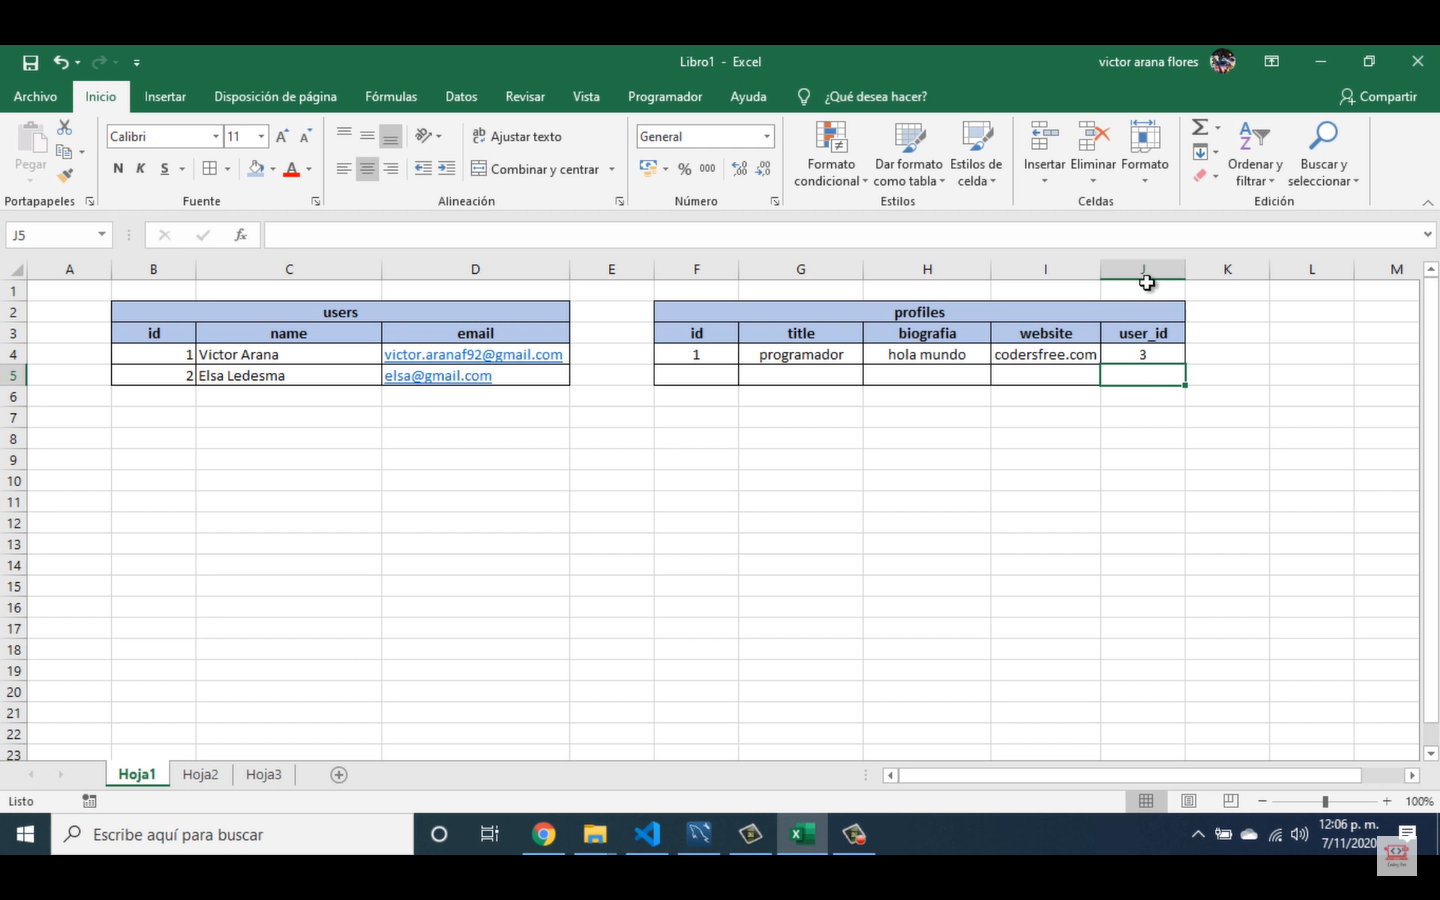 Libro1 - Excel
victor arana flores
Archivo Inicio Insertar Disposición de página Fórmulas Datos Revisar Vista Programador Ayuda ¿Qué desea hacer? Compartir
Pegar
Calibri 11
N K S
A
Ajustar texto
Combinar y centrar
General
% 000
Formato condicional
Dar formato como tabla
Estilos de celda
Insertar Eliminar Formato
Ordenar y filtrar
Buscar y seleccionar
Portapapeles Fuente Alineación Número Estilos Celdas Edición
J5 fx
A B C D E F G H I J K L M
1
2 users profiles
3 id name email id title biografia website user_id
4 1 Victor Arana victor.aranaf92@gmail.com 1 programador hola mundo codersfree.com 3
5 2 Elsa Ledesma elsa@gmail.com
6
7
8
9
10
11
12
13
14
15
16
17
18
19
20
21
22
23
Hoja1 Hoja2 Hoja3
Listo 100%
Escribe aquí para buscar
12:06 p. m.
7/11/2020